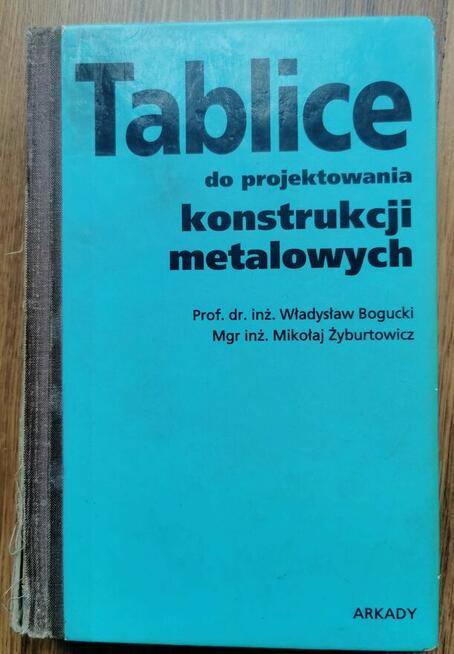 Tablice
do projektowania
konstrukcji
metalowych
Prof. dr. inż. Władysław Bogucki
Mgr inż. Mikołaj Żyburtowicz
ARKADY